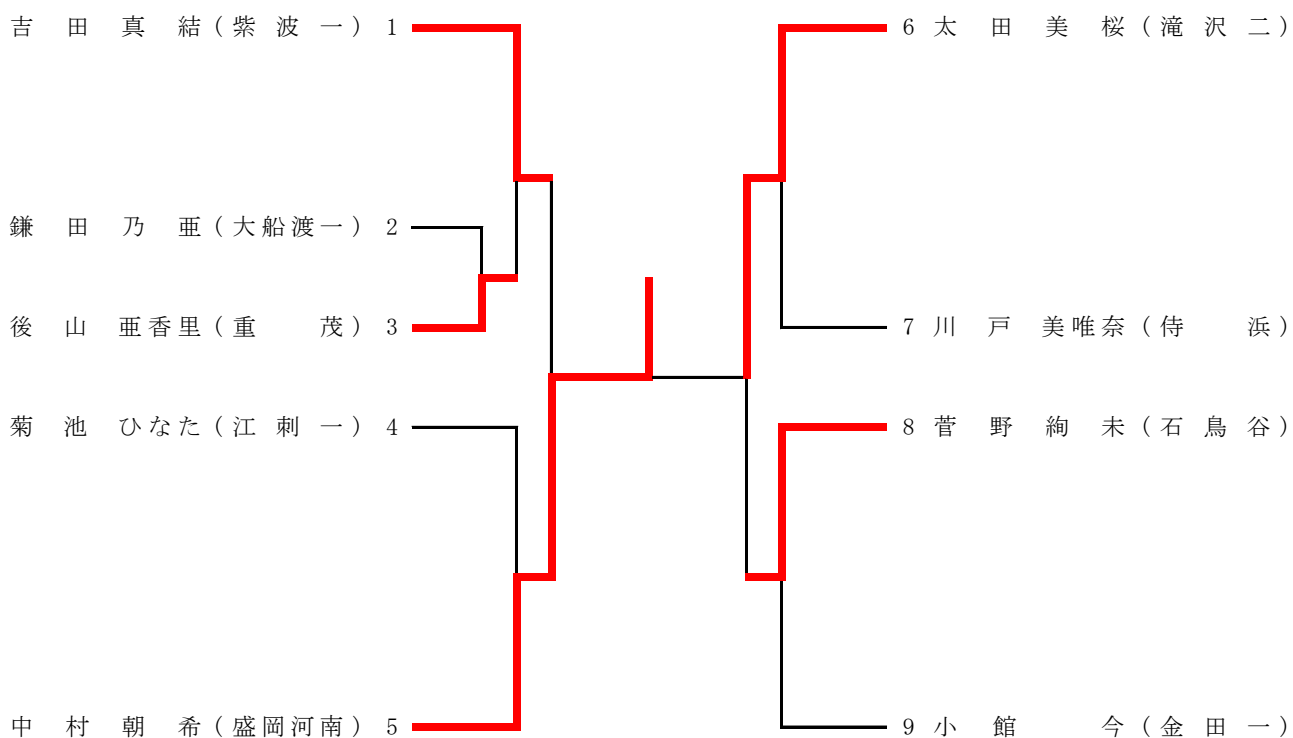 吉田真結(紫波一) 1
鎌田乃亜(大船渡一) 2
後山亜香里(重茂) 3
菊池ひなた(江刺一) 4
中村朝希(盛岡河南) 5
6 太田美桜(滝沢二)
7 川戸美唯奈(侍浜)
8 菅野絢未(石鳥谷)
9 小館今(金田一)